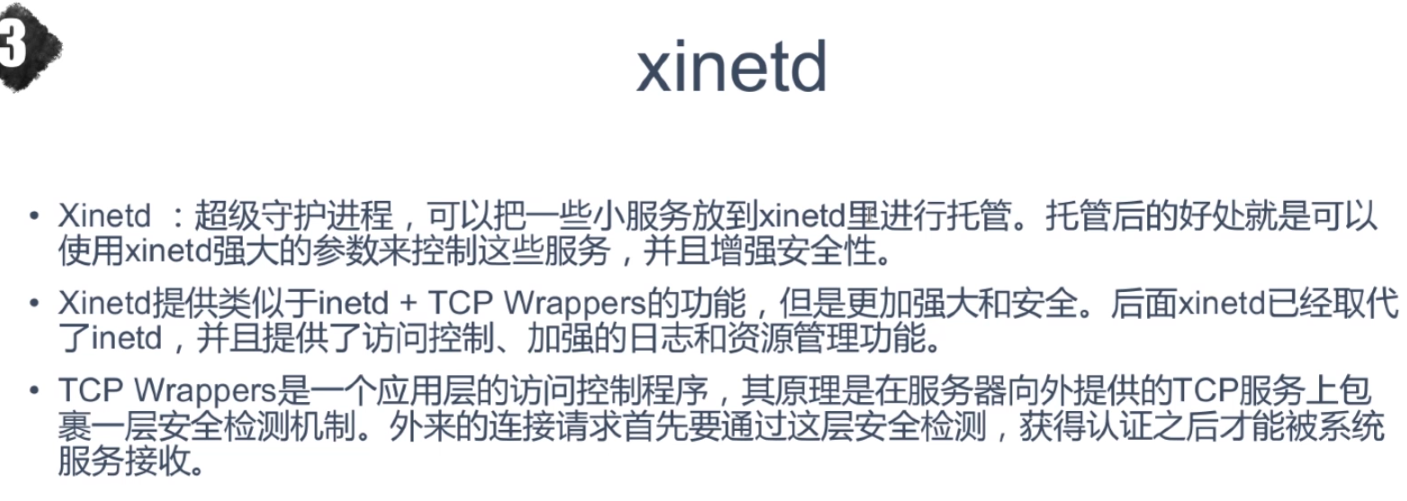 3
xinetd
• Xinetd ：超级守护进程，可以把一些小服务放到xinetd里进行托管。托管后的好处就是可以
使用xinetd强大的参数来控制这些服务，并且增强安全性。
• Xinetd提供类似于inetd + TCP Wrappers的功能，但是更加强大和安全。后面xinetd已经取代
了inetd，并且提供了访问控制、加强的日志和资源管理功能。
• TCP Wrappers是一个应用层的访问控制程序，其原理是在服务器向外提供的TCP服务上包
裹一层安全检测机制。外来的连接请求首先要通过这层安全检测，获得认证之后才能被系统
服务接收。